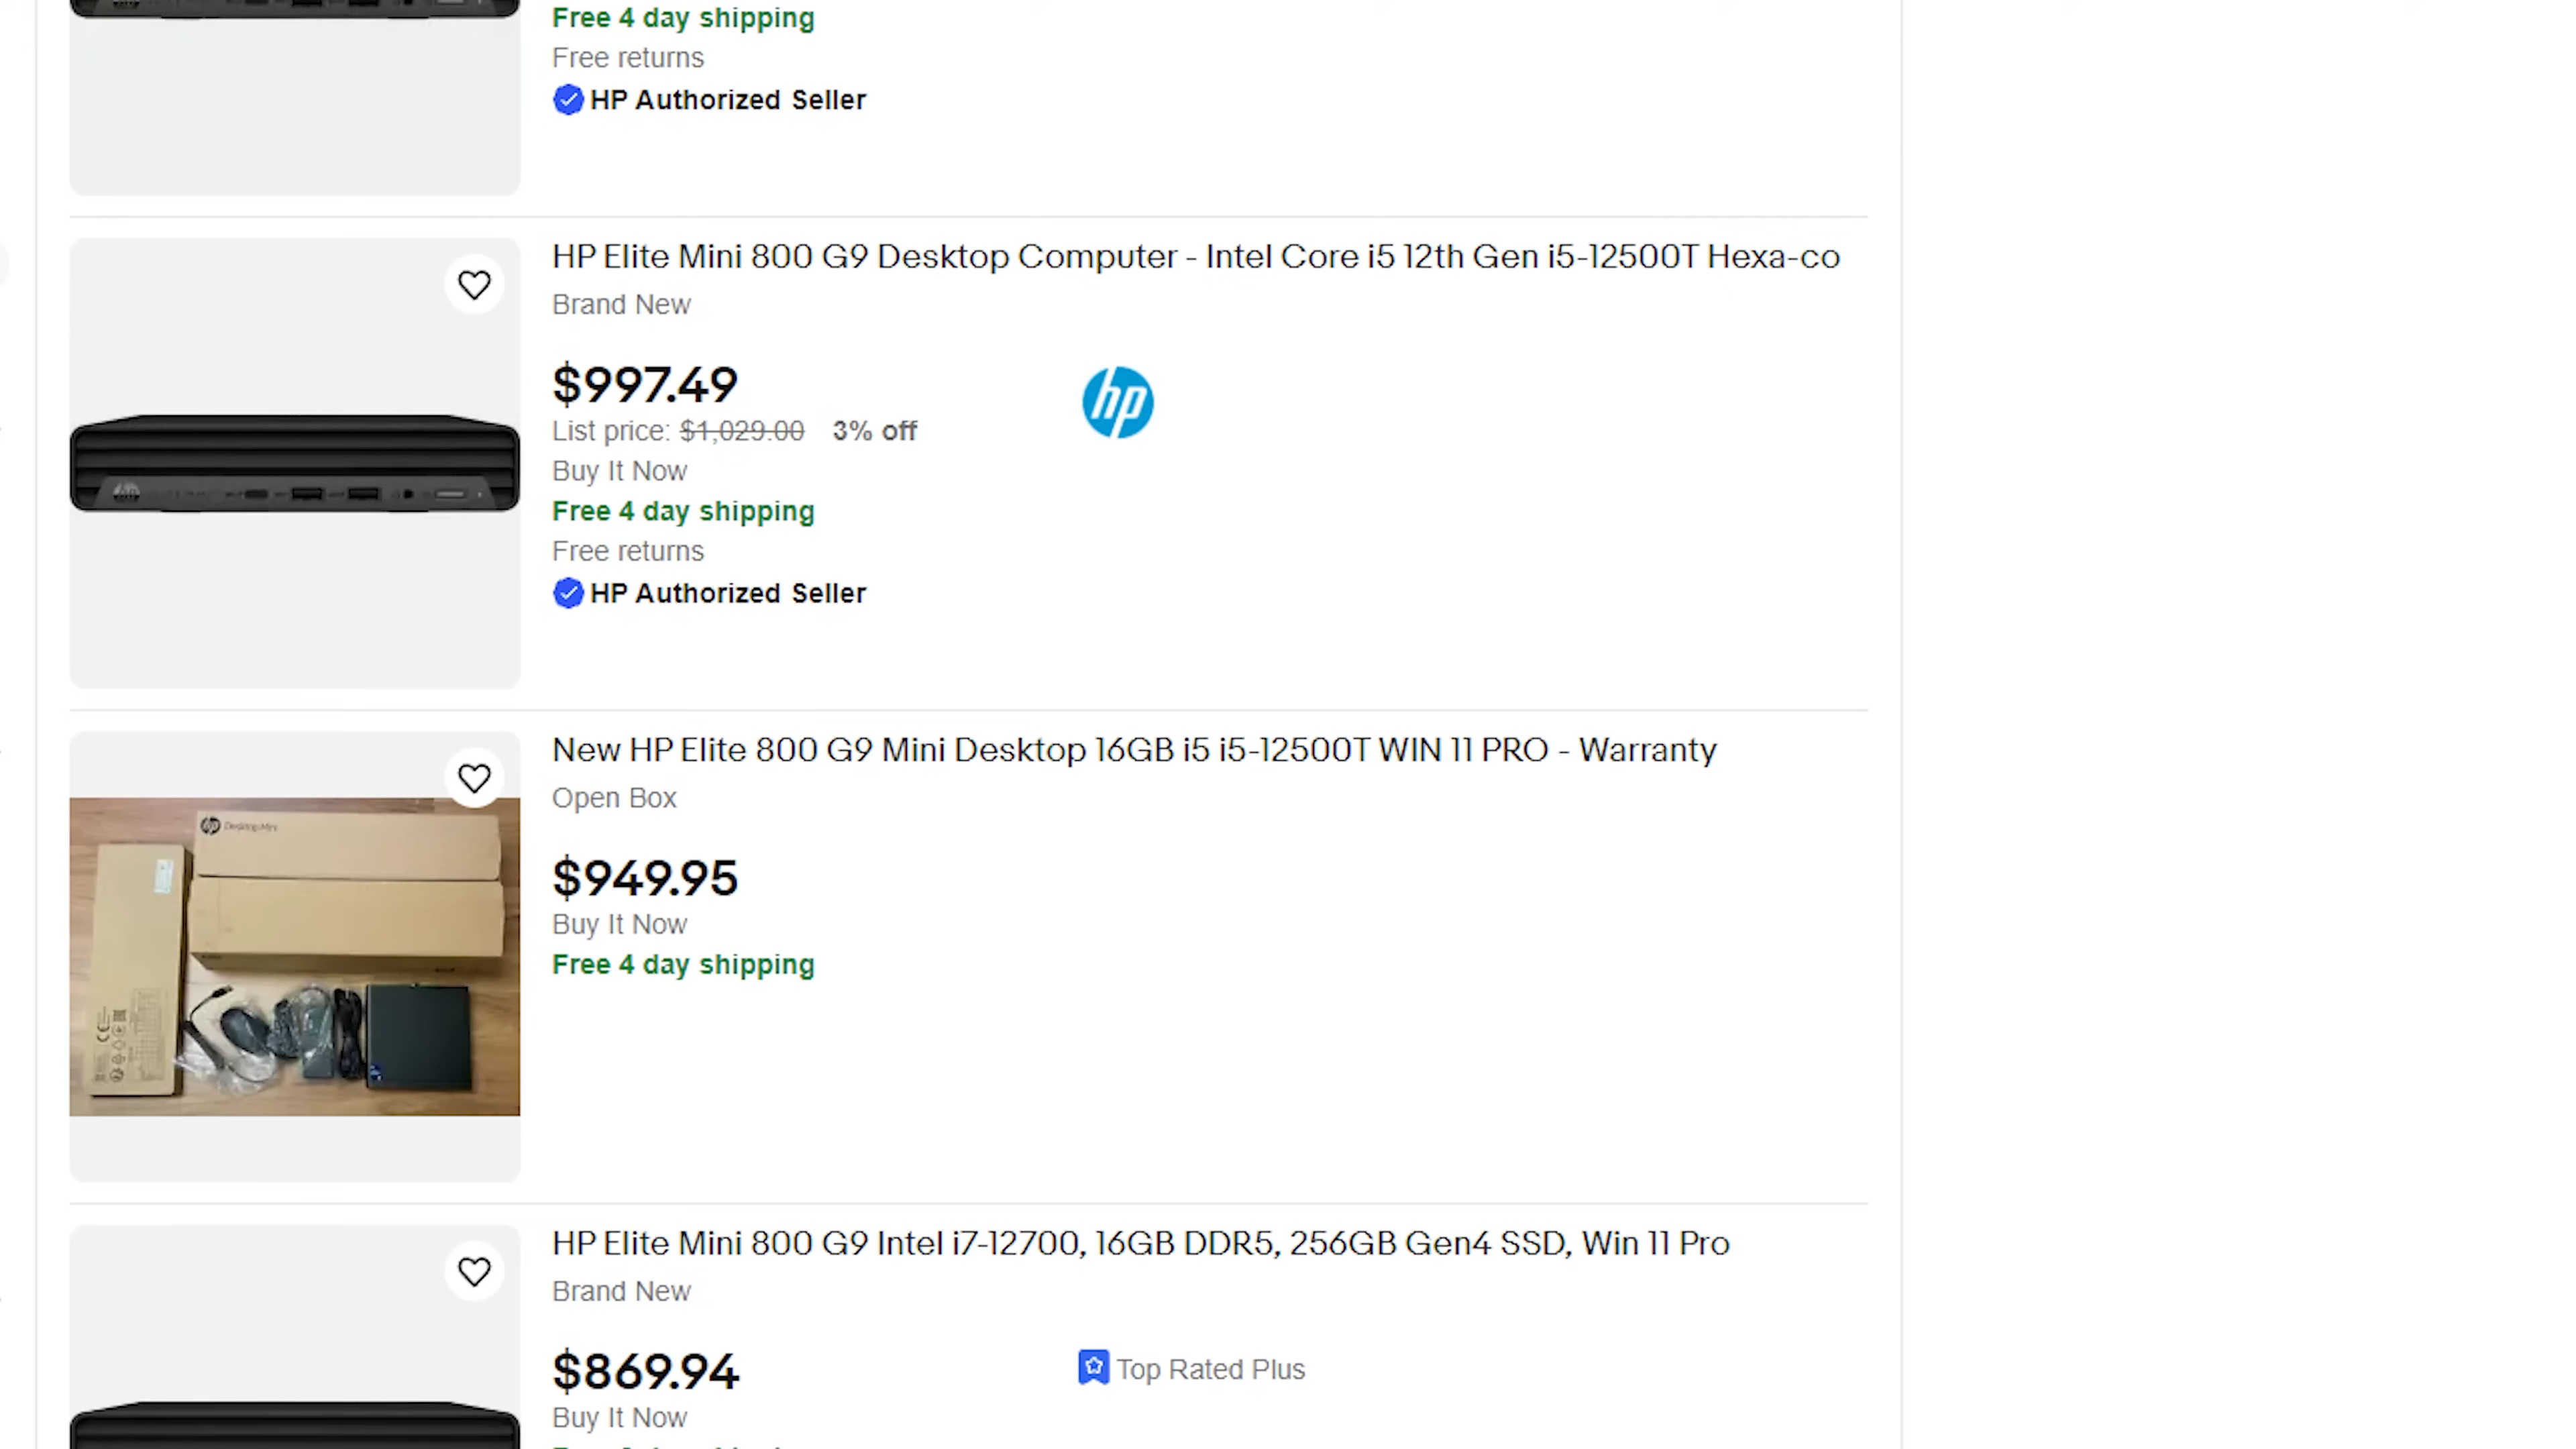 Free 4 day shipping
Free returns
HP Authorized Seller
HP Elite Mini 800 G9 Desktop Computer - Intel Core i5 12th Gen i5-12500T Hexa-co
Brand New
$997.49
hp
List price: $1,029.00 3% off
Buy It Now
Free 4 day shipping
Free returns
HP Authorized Seller
New HP Elite 800 G9 Mini Desktop 16GB i5 i5-12500T WIN 11 PRO - Warranty
Open Box
hp Desktop Mini
$949.95
Buy It Now
Free 4 day shipping
HP Elite Mini 800 G9 Intel i7-12700, 16GB DDR5, 256GB Gen4 SSD, Win 11 Pro
Brand New
$869.94
Top Rated Plus
Buy It Now